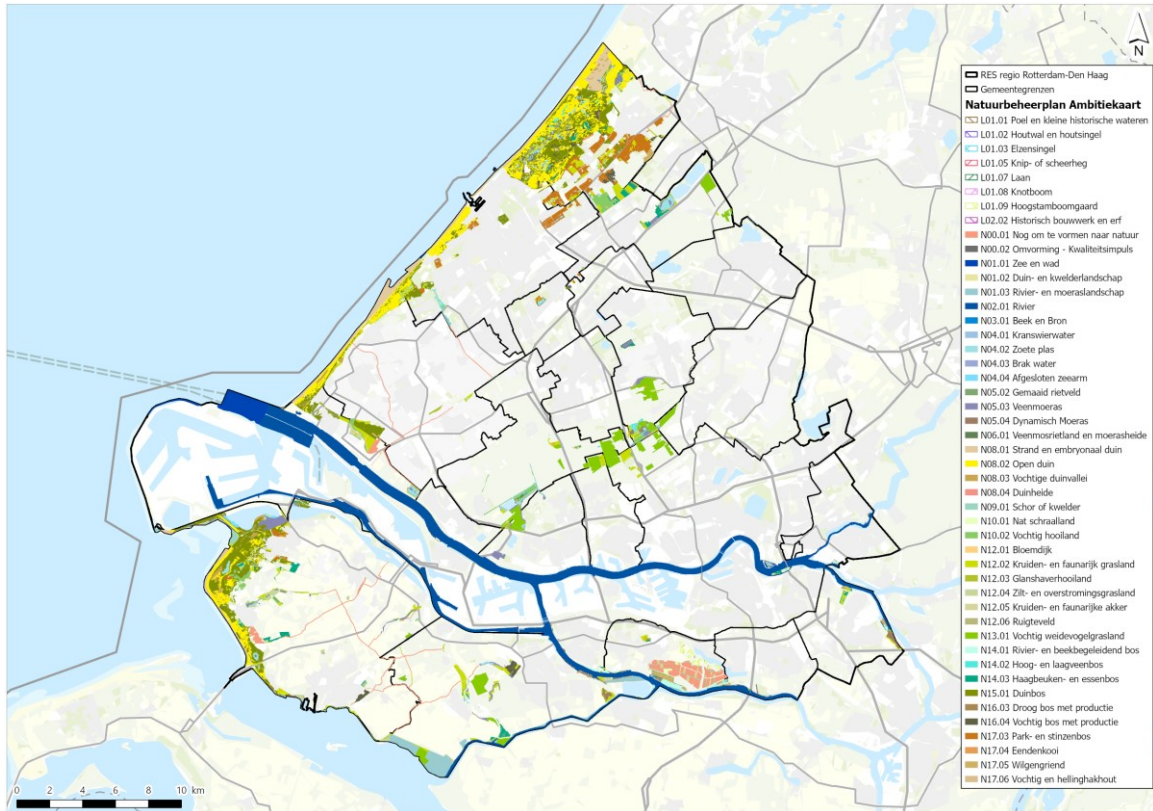 N
RES regio Rotterdam-Den Haag
Gemeentegrenzen
Natuurbeheerplan Ambitiekaart
L01.01 Poel en kleine historische wateren
L01.02 Houtwal en houtsingel
L01.03 Elzensingel
L01.05 Knip- of scheerheg
L01.07 Laan
L01.08 Knotboom
L01.09 Hoogstamboomgaard
L02.02 Historisch bouwwerk en erf
N00.01 Nog om te vormen naar natuur
N00.02 Omvorming - Kwaliteitsimpuls
N01.01 Zee en wad
N01.02 Duin- en kwelderlandschap
N01.03 Rivier- en moeraslandschap
N02.01 Rivier
N03.01 Beek en Bron
N04.01 Kranswierwater
N04.02 Zoete plas
N04.03 Brak water
N04.04 Afgesloten zeearm
N05.02 Gemaaid rietveld
N05.03 Veenmoeras
N05.04 Dynamisch Moeras
N06.01 Veenmosrietland en moerasheide
N08.01 Strand en embryonaal duin
N08.02 Open duin
N08.03 Vochtige duinvallei
N08.04 Duinheide
N09.01 Schor of kwelder
N10.01 Nat schraalland
N10.02 Vochtig hooiland
N12.01 Bloemdijk
N12.02 Kruiden- en faunarijk grasland
N12.03 Glanshaverhooiland
N12.04 Zilt- en overstromingsgrasland
N12.05 Kruiden- en faunarijke akker
N12.06 Ruigteveld
N13.01 Vochtig weidevogelgrasland
N14.01 Rivier- en beekbegeleidend bos
N14.02 Hoog- en laagveenbos
N14.03 Haagbeuken- en essenbos
N15.01 Duinbos
N16.03 Droog bos met productie
N16.04 Vochtig bos met productie
N17.03 Park- en stinzenbos
N17.04 Eendenkooi
N17.05 Wilgengriend
N17.06 Vochtig en hellinghakhout
0 2 4 6 8 10 km